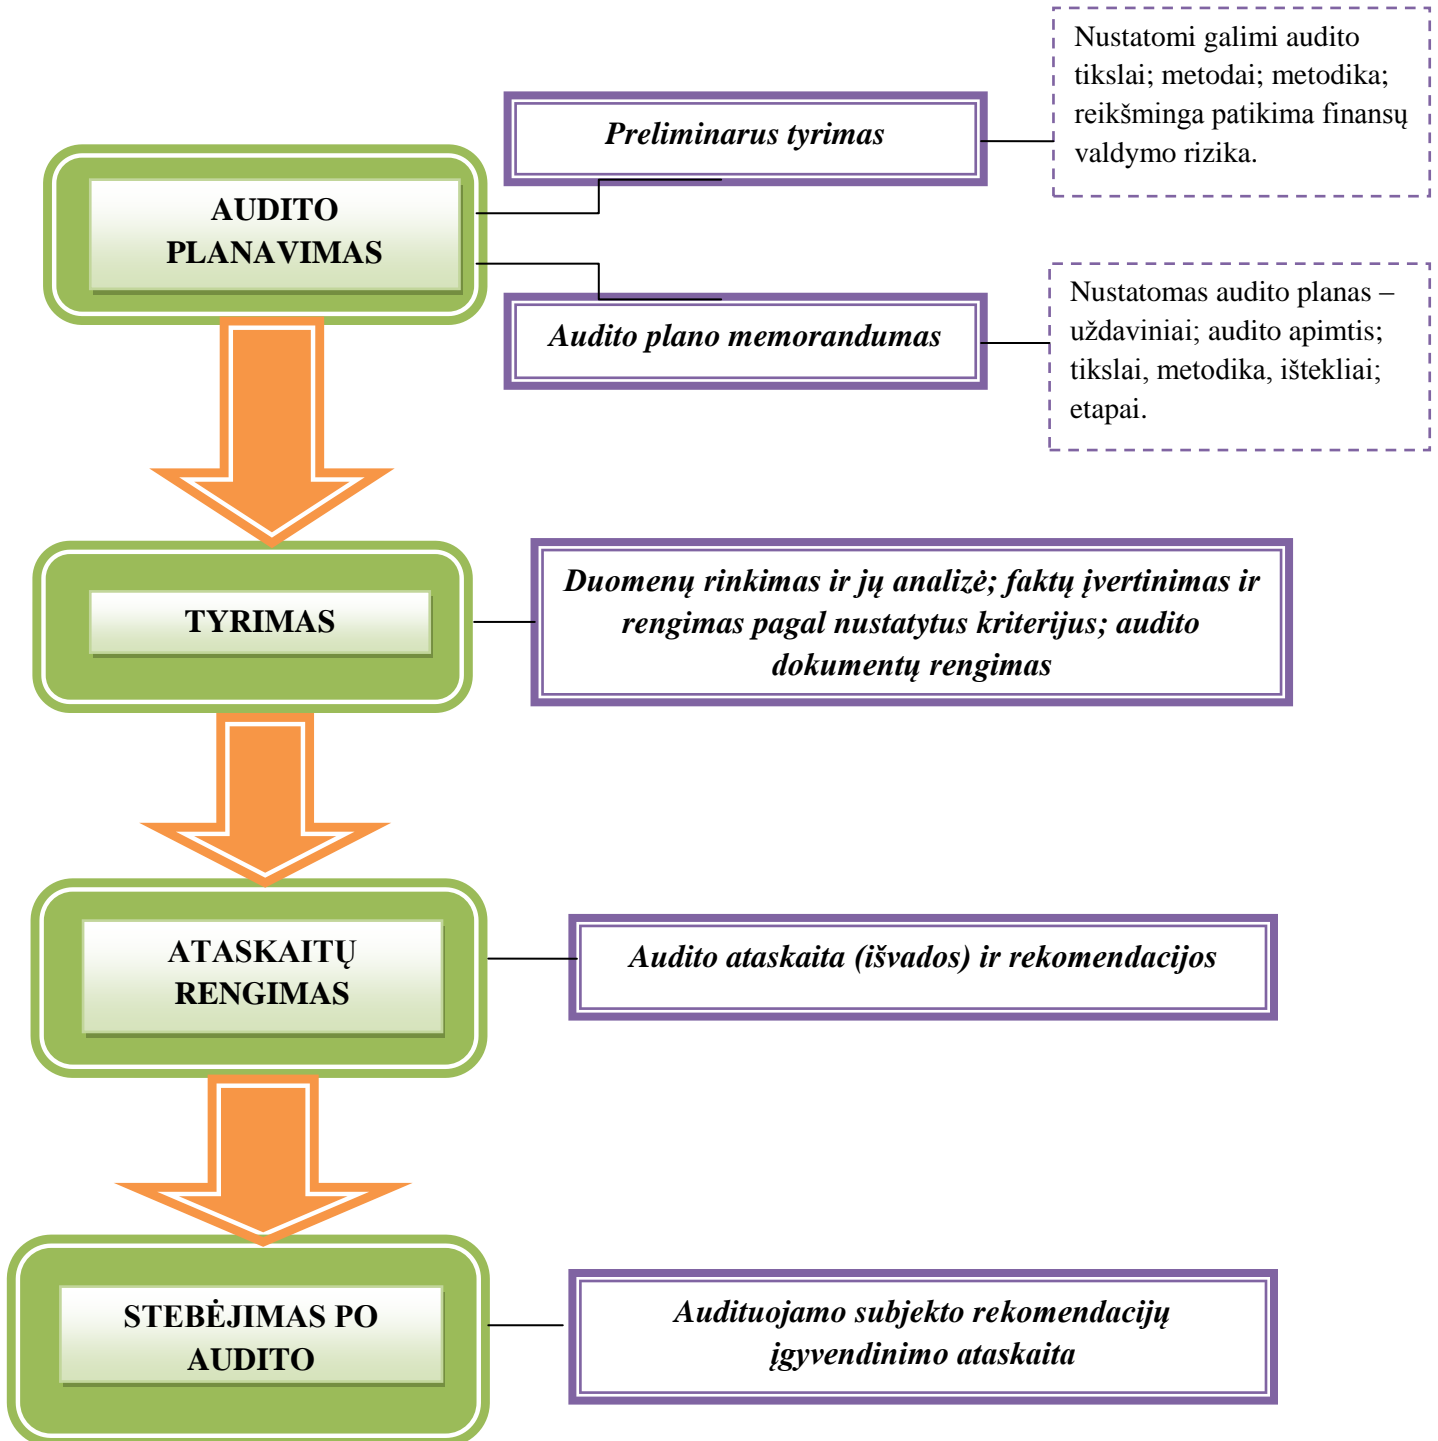 Nustatomi galimi audito
tikslai; metodai; metodika;
reikšminga patikima finansų
valdymo rizika.
Preliminarus tyrimas
AUDITO
PLANAVIMAS
Audito plano memorandumas
Nustatomas audito planas –
uždaviniai; audito apimtis;
tikslai, metodika, ištekliai;
etapai.
TYRIMAS
Duomenų rinkimas ir jų analizė; faktų įvertinimas ir
rengimas pagal nustatytus kriterijus; audito
dokumentų rengimas
ATASKAITŲ
RENGIMAS
Audito ataskaita (išvados) ir rekomendacijos
STEBĖJIMAS PO
AUDITO
Audituojamo subjekto rekomendacijų
įgyvendinimo ataskaita